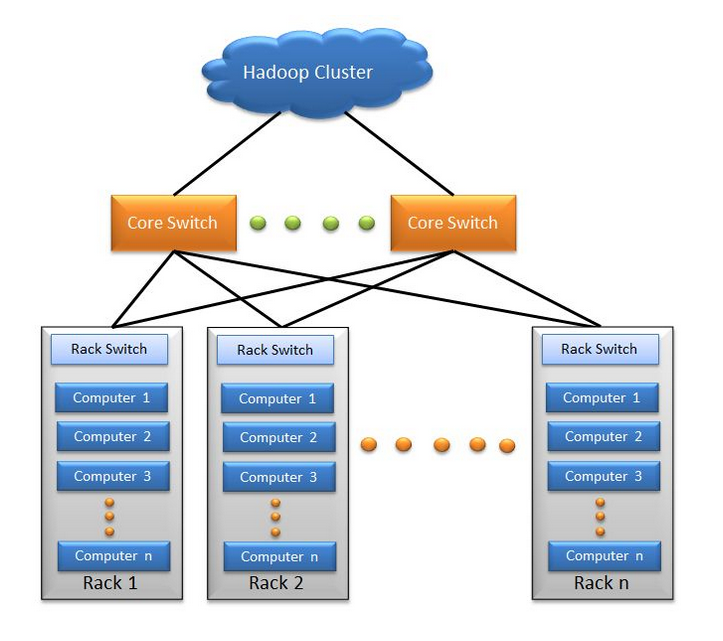 Hadoop Cluster
Core Switch
Core Switch
Rack Switch
Computer 1
Computer 2
Computer 3
Computer n
Rack 1
Rack Switch
Computer 1
Computer 2
Computer 3
Computer n
Rack 2
Rack Switch
Computer 1
Computer 2
Computer 3
Computer n
Rack n